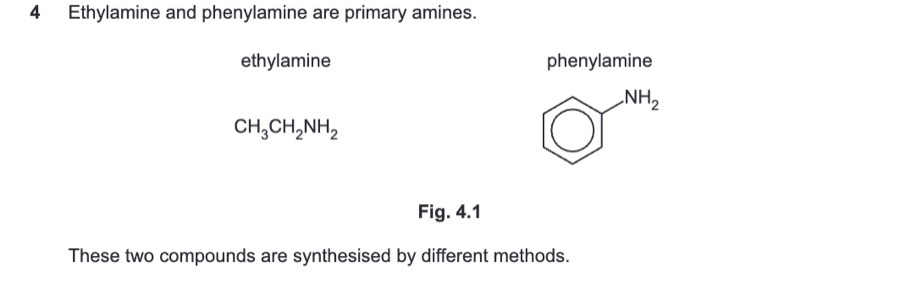 4 Ethylamine and phenylamine are primary amines.
ethylamine phenylamine
NH₂
CH₃CH₂NH₂
Fig. 4.1
These two compounds are synthesised by different methods.